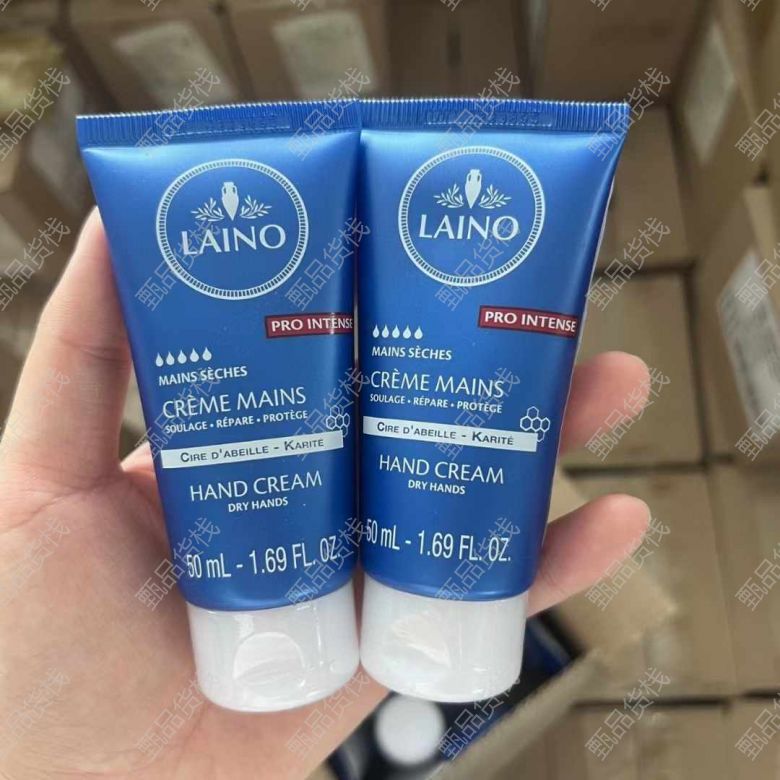 LAINO
PRO INTENSE
MAINS SÈCHES
CRÈME MAINS
SOULAGE • RÉPARE • PROTÈGE
CIRE D'ABEILLE - KARITÉ
HAND CREAM
DRY HANDS
50 mL - 1.69 FL. OZ.
LAINO
PRO INTENSE
MAINS SÈCHES
CRÈME MAINS
SOULAGE • RÉPARE • PROTÈGE
CIRE D'ABEILLE - KARITÉ
HAND CREAM
DRY HANDS
50 mL - 1.69 FL. OZ.
甄品货栈